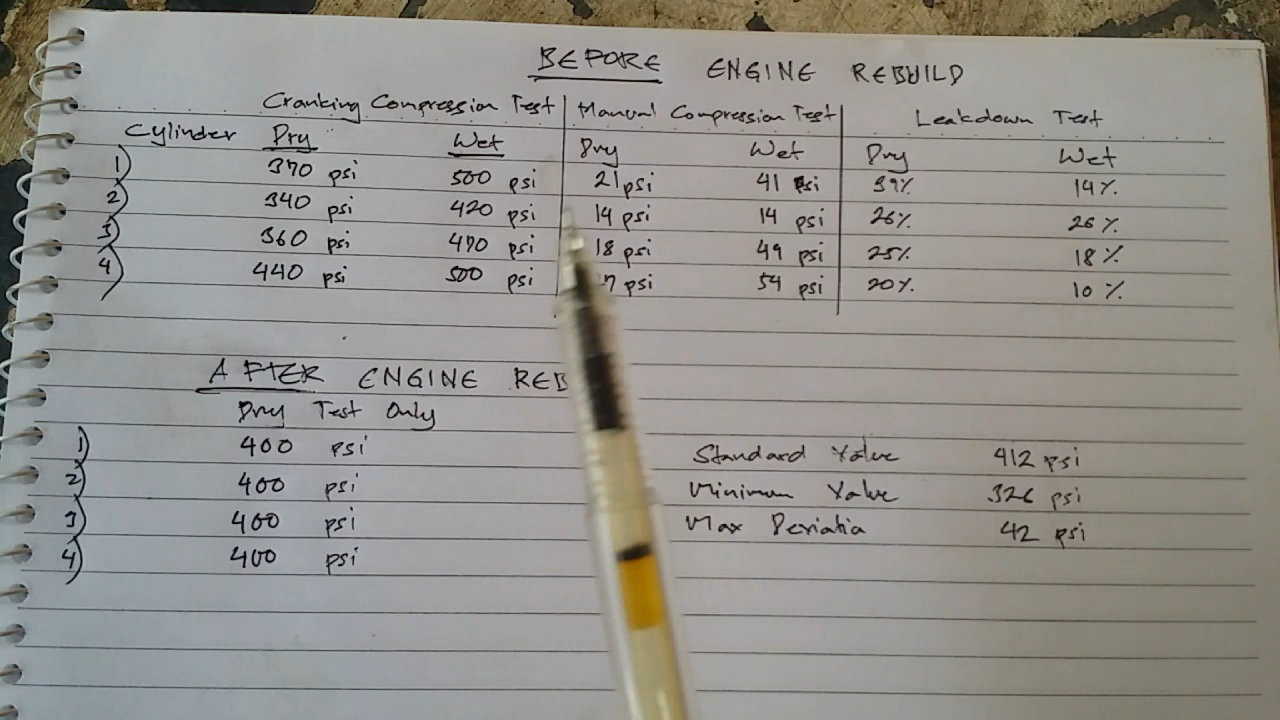 BEFORE ENGINE REBUILD
Cranking Compression Test Manual Compression Test Leakdown Test
Cylinder Dry Wet Dry Wet Dry Wet
1) 370 psi 500 psi 21 psi 41 psi 39% 14%
2) 340 psi 420 psi 14 psi 14 psi 26% 26%
3) 360 psi 470 psi 18 psi 49 psi 25% 18%
4) 440 psi 500 psi psi 54 psi 20% 10%
AFTER ENGINE REB
Dry Test Only
1) 400 psi Standard Value 412 psi
2) 400 psi Minimum Value 326 psi
3) 400 psi Max Deviatia 42 psi
4) 400 psi